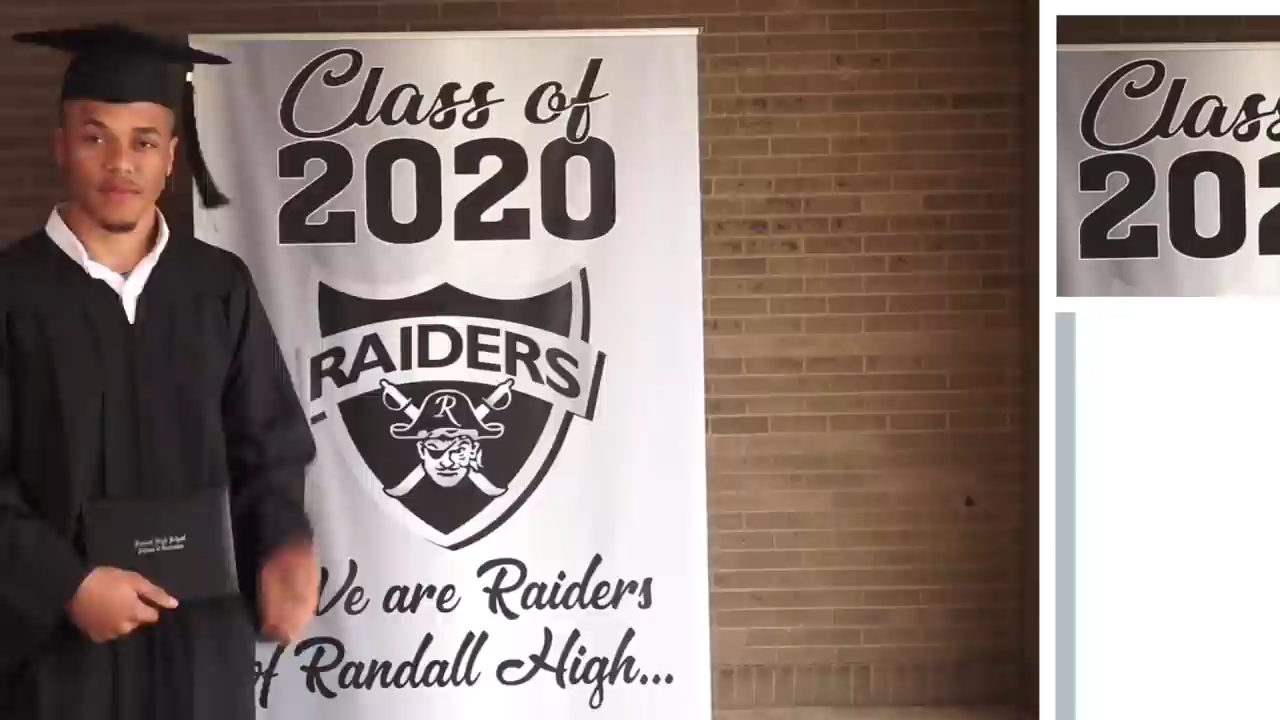 Class of
2020
RAIDERS
R
We are Raiders
of Randall High...
Class
202